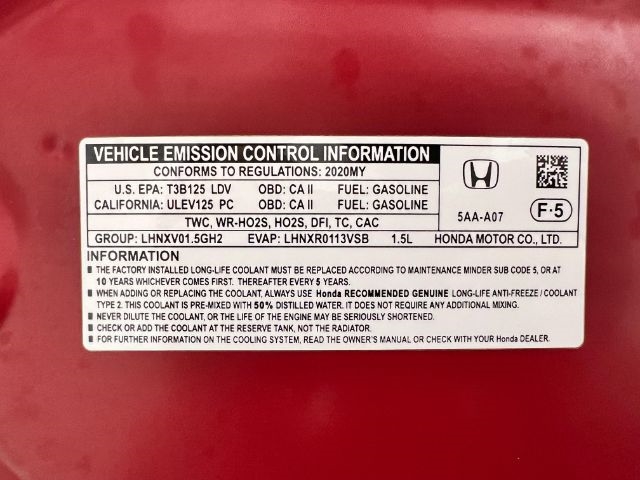 VEHICLE EMISSION CONTROL INFORMATION
CONFORMS TO REGULATIONS: 2020MY
U.S. EPA: T3B125 LDV OBD: CA II FUEL: GASOLINE
CALIFORNIA: ULEV125 PC OBD: CA II FUEL: GASOLINE
TWC, WR-HO2S, HO2S, DFI, TC, CAC
5AA-A07
F-5
GROUP: LHNXV01.5GH2 EVAP: LHNXR0113VSB 1.5L HONDA MOTOR CO., LTD.
INFORMATION
■ THE FACTORY INSTALLED LONG-LIFE COOLANT MUST BE REPLACED ACCORDING TO MAINTENANCE MINDER SUB CODE 5, OR AT
10 YEARS WHICHEVER COMES FIRST. THEREAFTER EVERY 5 YEARS.
■ WHEN ADDING OR REPLACING THE COOLANT, ALWAYS USE Honda RECOMMENDED GENUINE LONG-LIFE ANTI-FREEZE / COOLANT
TYPE 2. THIS COOLANT IS PRE-MIXED WITH 50% DISTILLED WATER. IT DOES NOT REQUIRE ANY ADDITIONAL MIXING.
■ NEVER DILUTE THE COOLANT, OR THE LIFE OF THE ENGINE MAY BE SERIOUSLY SHORTENED.
■ CHECK OR ADD THE COOLANT AT THE RESERVE TANK, NOT THE RADIATOR.
■ FOR FURTHER INFORMATION ON THE COOLING SYSTEM, READ THE OWNER'S MANUAL OR CHECK WITH YOUR Honda DEALER.